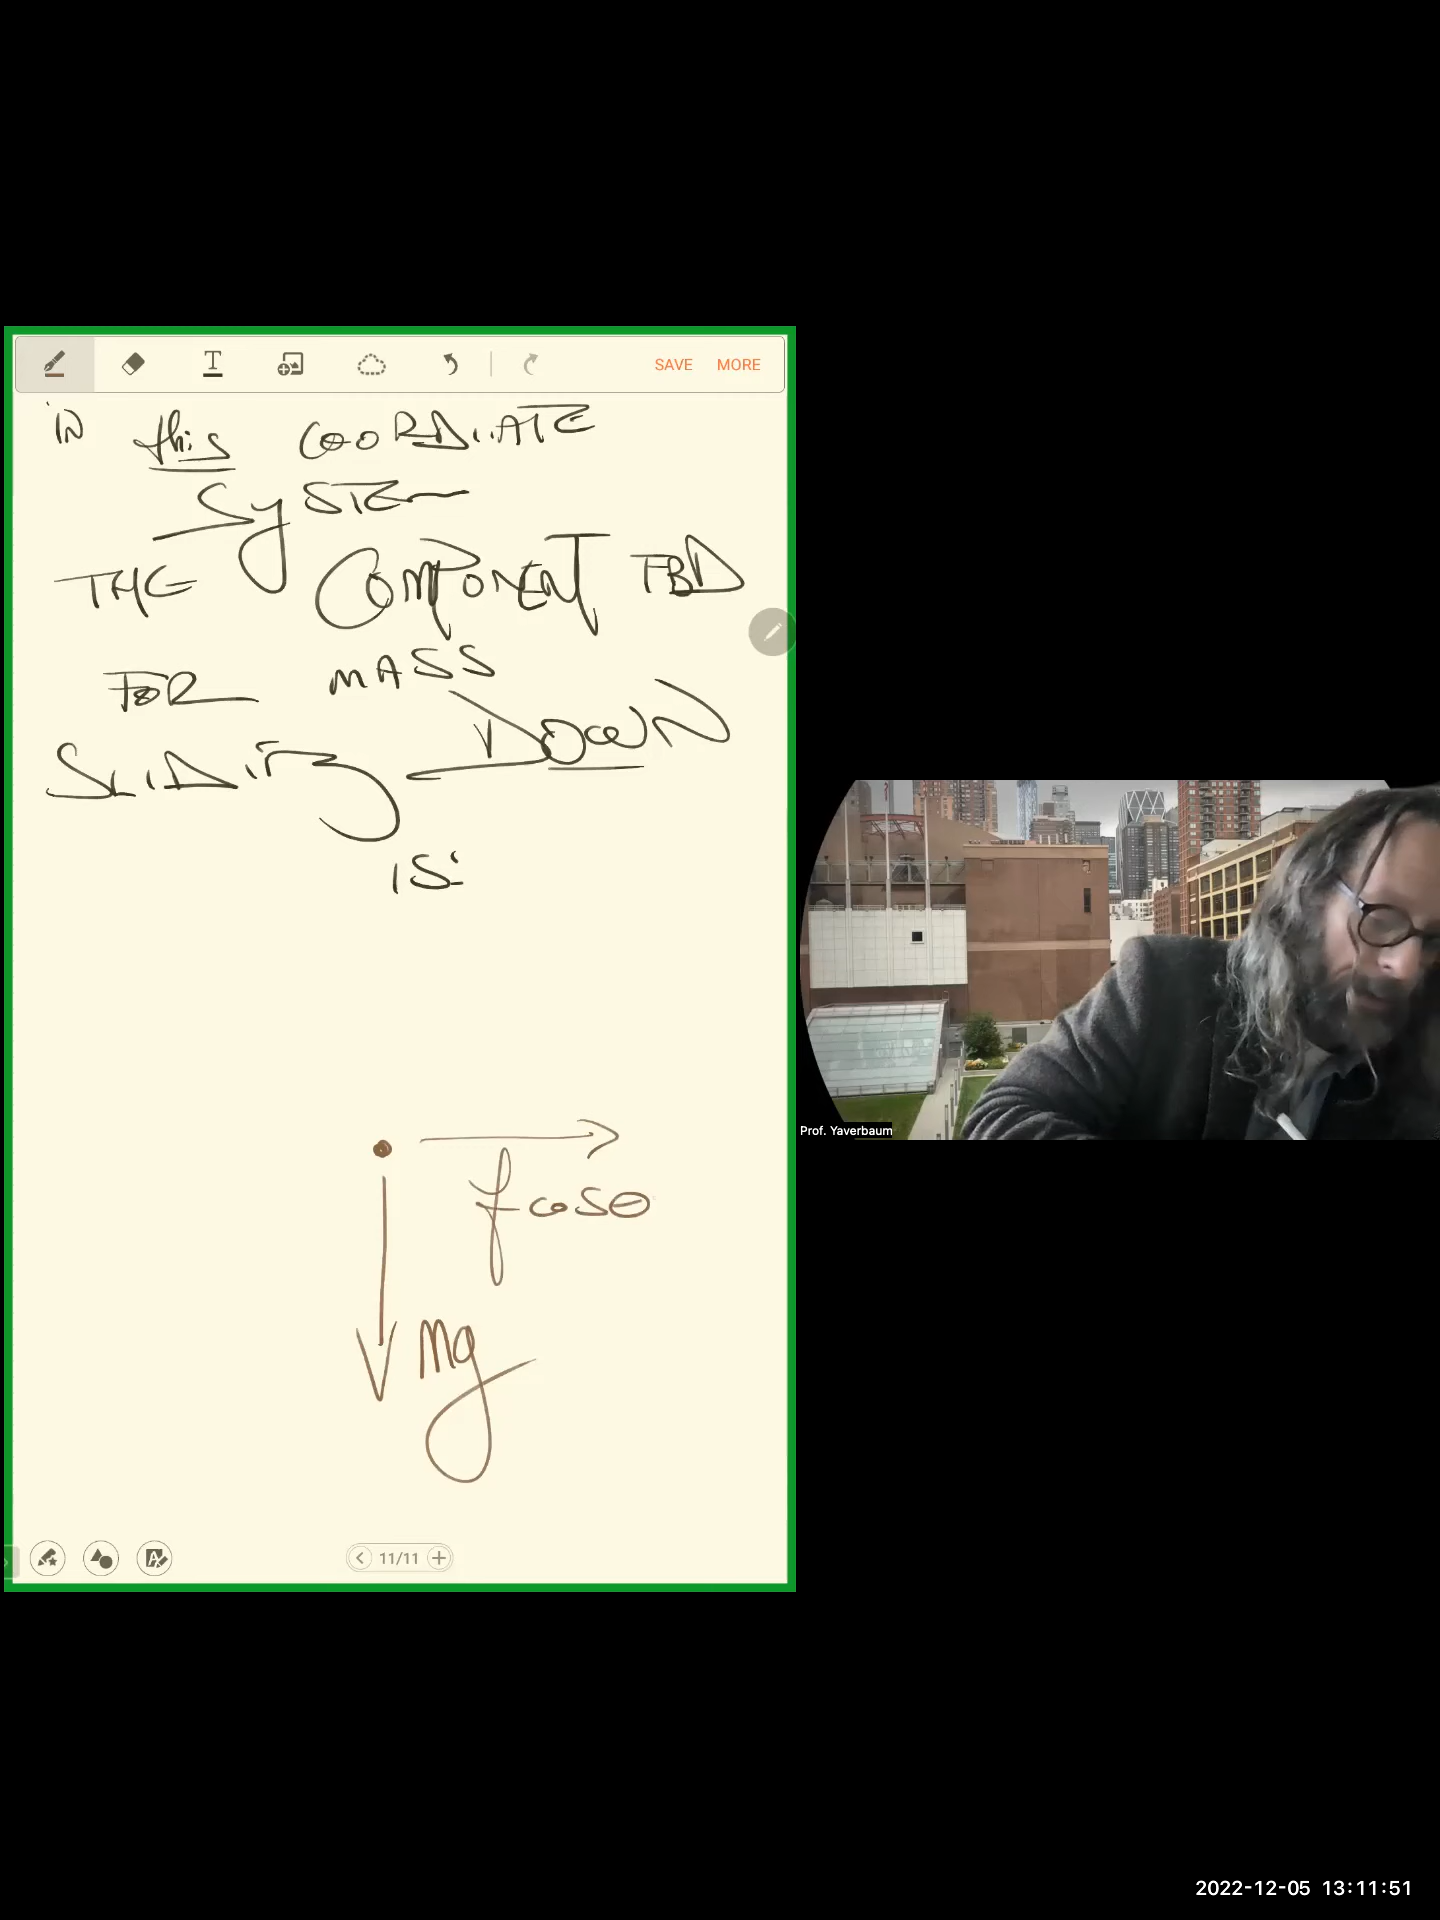 T
SAVE MORE
in this COORDINATE
SYSTEM
THE COMPONENT FBD
FOR MASS
SLIDING DOWN
IS:
f cosθ
mg
A
11/11
Prof. Yaverbaum
2022-12-05 13:11:51